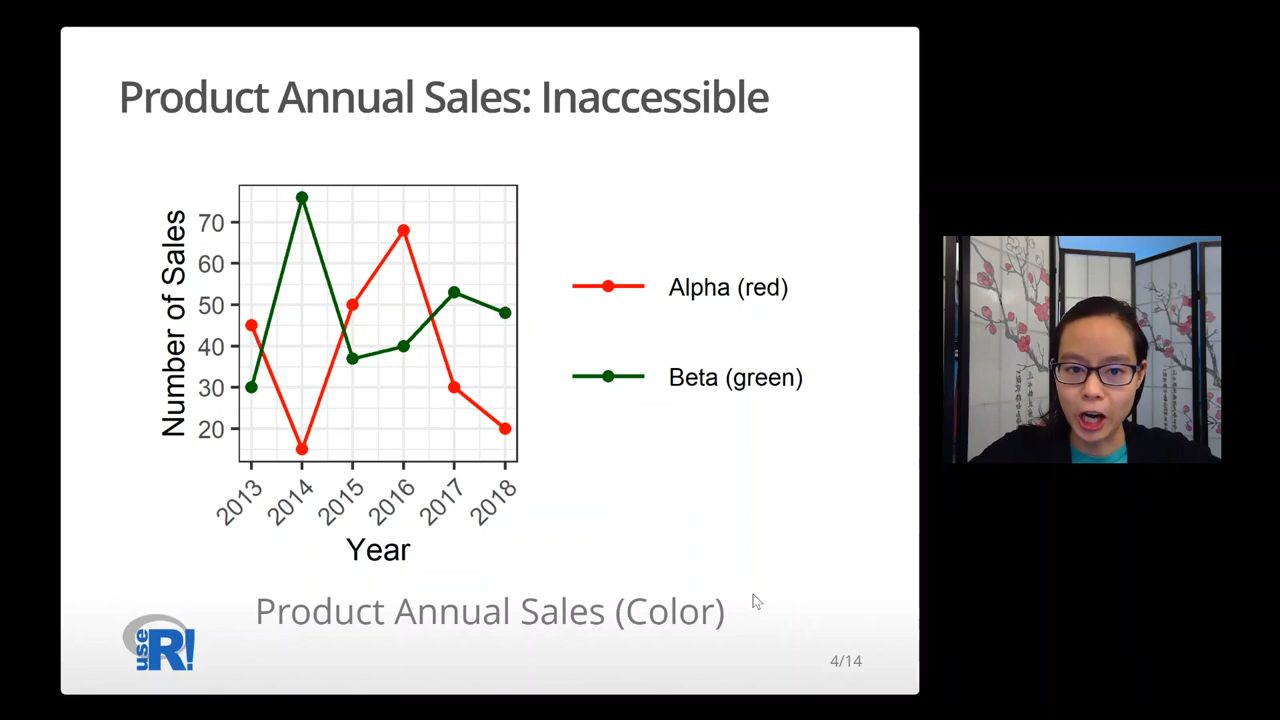 Product Annual Sales: Inaccessible
Number of Sales
70
60
50
40
30
20
2013
2014
2015
2016
2017
2018
Year
Alpha (red)
Beta (green)
Product Annual Sales (Color)
use
R!
4/14